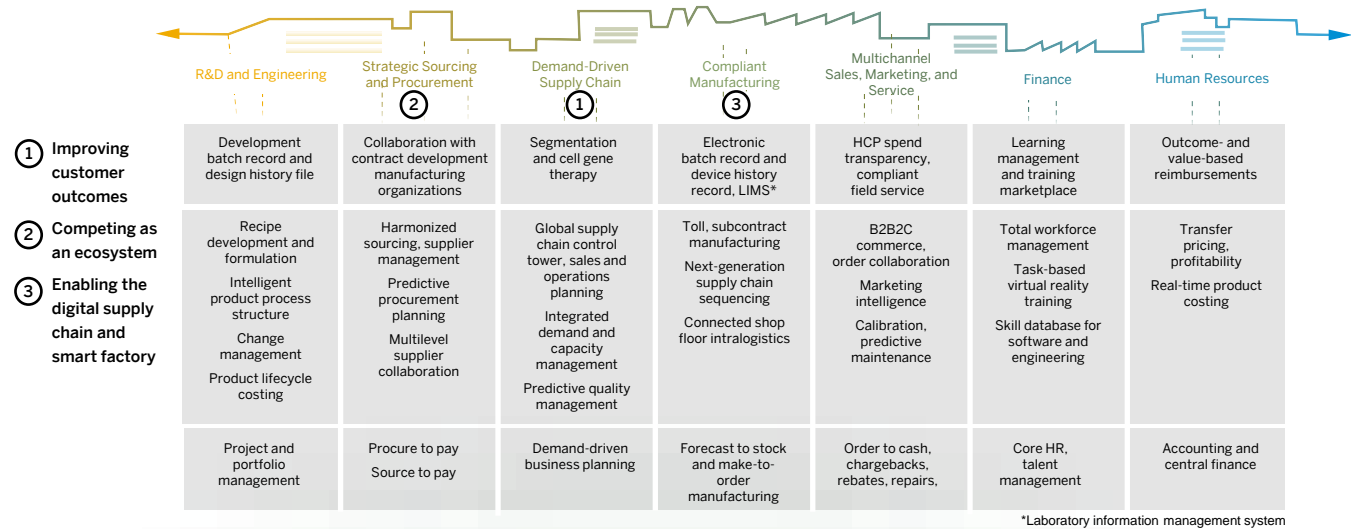 R&D and Engineering
Strategic Sourcing
and Procurement
2
Demand-Driven
Supply Chain
1
Compliant
Manufacturing
3
Multichannel
Sales, Marketing, and
Service
Finance
Human Resources
1 Improving
customer
outcomes
2 Competing as
an ecosystem
3 Enabling the
digital supply
chain and
smart factory
Development
batch record and
design history file
Collaboration with
contract development
manufacturing
organizations
Segmentation
and cell gene
therapy
Electronic
batch record and
device history
record, LIMS*
HCP spend
transparency,
compliant
field service
Learning
management
and training
marketplace
Outcome- and
value-based
reimbursements
Recipe
development and
formulation
Intelligent
product process
structure
Change
management
Product lifecycle
costing
Harmonized
sourcing, supplier
management
Predictive
procurement
planning
Multilevel
supplier
collaboration
Global supply
chain control
tower, sales and
operations
planning
Integrated
demand and
capacity
management
Predictive quality
management
Toll, subcontract
manufacturing
Next-generation
supply chain
sequencing
Connected shop
floor intralogistics
B2B2C
commerce,
order collaboration
Marketing
intelligence
Calibration,
predictive
maintenance
Total workforce
management
Task-based
virtual reality
training
Skill database for
software and
engineering
Transfer
pricing,
profitability
Real-time product
costing
Project and
portfolio
management
Procure to pay
Source to pay
Demand-driven
business planning
Forecast to stock
and make-to-
order
manufacturing
Order to cash,
chargebacks,
rebates, repairs,
Core HR,
talent
management
Accounting and
central finance
*Laboratory information management system